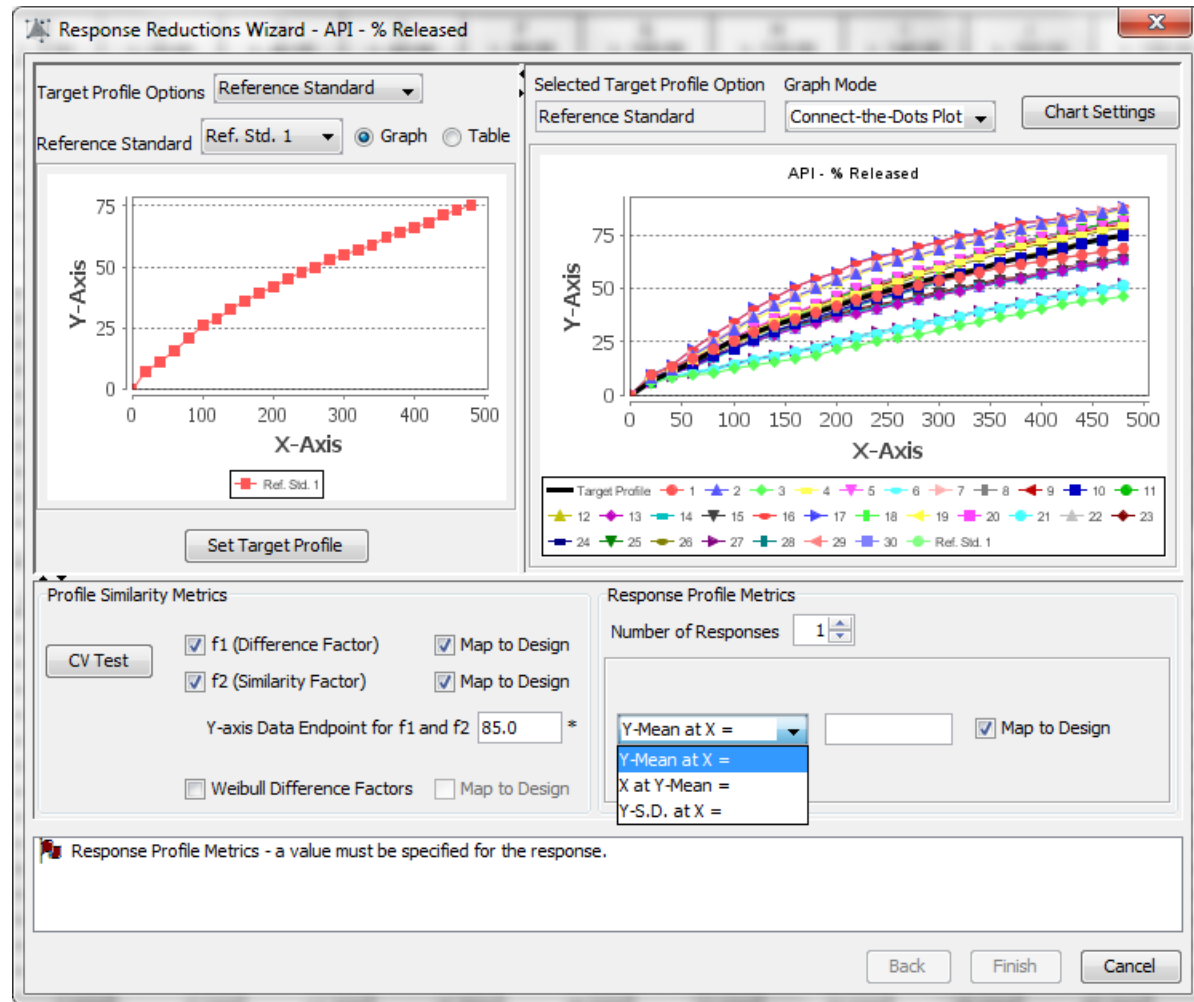 Response Reductions Wizard - API - % Released
Target Profile Options Reference Standard
Reference Standard Ref. Std. 1 Graph Table
75
50
25
0
0 100 200 300 400 500
Y-Axis
X-Axis
Ref. Std. 1
Set Target Profile
Selected Target Profile Option Graph Mode
Reference Standard Connect-the-Dots Plot Chart Settings
API - % Released
75
50
25
0
0 50 100 150 200 250 300 350 400 450 500
Y-Axis
X-Axis
Target Profile 1 2 3 4 5 6 7 8 9 10 11
12 13 14 15 16 17 18 19 20 21 22 23
24 25 26 27 28 29 30 Ref. Std. 1
Profile Similarity Metrics
CV Test
f1 (Difference Factor) Map to Design
f2 (Similarity Factor) Map to Design
Y-axis Data Endpoint for f1 and f2 85.0 *
Weibull Difference Factors Map to Design
Response Profile Metrics
Number of Responses 1
Y-Mean at X = Map to Design
Y-Mean at X =
X at Y-Mean =
Y-S.D. at X =
Response Profile Metrics - a value must be specified for the response.
Back Finish Cancel